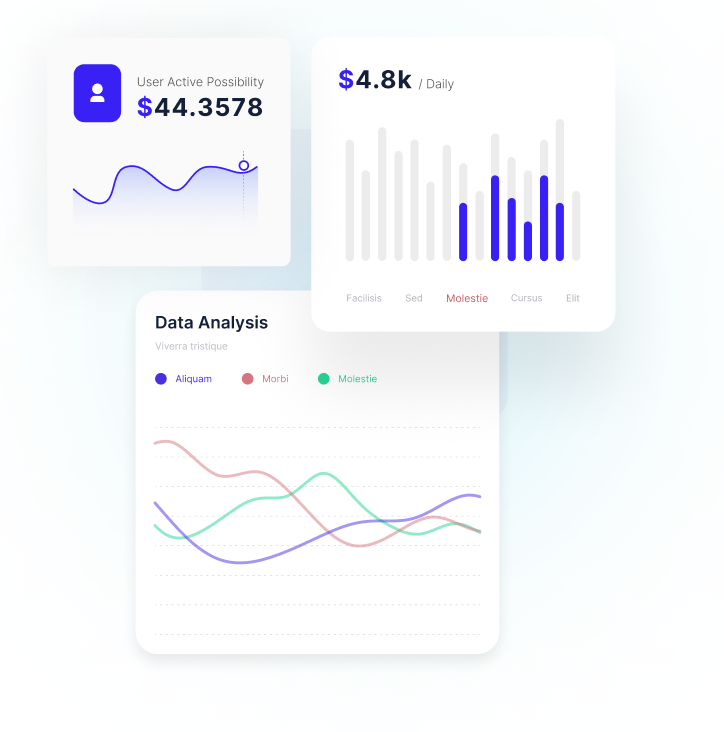 User Active Possibility
$44.3578
$4.8k / Daily
Facilisis Sed Molestie Cursus Elit
Data Analysis
Viverra tristique
Aliquam Morbi Molestie